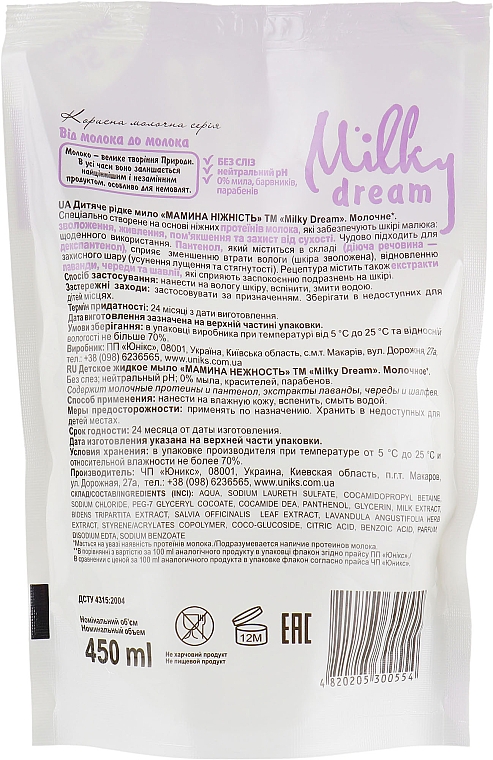 Корисна молочна серія
Від молока до молока
Молоко – велике творіння Природи.
В усі часи воно залишається
найціннішим і незамінним
продуктом, особливо для немовлят.
БЕЗ СЛІЗ
нейтральний pH
0% мила, барвників,
парабенів
Milky
dream
UA Дитяче рідке мило «МАМИНА НІЖНІСТЬ» ТМ «Milky Dream». Молочне*.
Спеціально створене на основі ніжних протеїнів молока, які забезпечують шкірі малюка:
зволоження, живлення, пом'якшення та захист від сухості. Чудово підходить для
щоденного використання. Пантенол, який міститься в складі (діюча речовина –
декспантенол), сприяє зменшенню втрати вологи (шкіра зволожена), відновленню
захисного шару (усунення лущення та стягнутості). Рецептура містить також екстракти
лаванди, череди та шавлії, які сприяють заспокоєнню подразнень на шкірі.
Спосіб застосування: нанести на вологу шкіру, вспінити, змити водою.
Застережні заходи: застосовувати за призначенням. Зберігати в недоступних для
дітей місцях.
Термін придатності: 24 місяці з дати виготовлення.
Дата виготовлення зазначена на верхній частині упаковки.
Умови зберігання: в упаковці виробника при температурі від 5 °C до 25 °C та відносній
вологості не більше 70%.
Виробник: ПП «Юнікс», 08001, Україна, Київська область, с.м.т. Макарів, вул. Дорожня, 27а,
тел.: +38 (098) 6236565, www.uniks.com.ua
RU Детское жидкое мыло «МАМИНА НЕЖНОСТЬ» ТМ «Milky Dream». Молочное*.
Без слез; нейтральный pH; 0% мыла, красителей, парабенов.
Содержит молочные протеины и пантенол, экстракты лаванды, череды и шалфея.
Способ применения: нанести на влажную кожу, вспенить, смыть водой.
Меры предосторожности: применять по назначению. Хранить в недоступных для
детей местах.
Срок годности: 24 месяца от даты изготовления.
Дата изготовления указана на верхней части упаковки.
Условия хранения: в упаковке производителя при температуре от 5 °C до 25 °C и
относительной влажности не более 70%.
Производитель: ЧП «Юникс», 08001, Украина, Киевская область, п.г.т. Макаров,
ул. Дорожная, 27а, тел.: +38 (098) 6236565, www.uniks.com.ua
СКЛАД/СОСТАВ/INGREDIENTS (INCI): AQUA, SODIUM LAURETH SULFATE, COCAMIDOPROPYL BETAINE,
SODIUM CHLORIDE, PEG-7 GLYCERYL COCOATE, COCAMIDE DEA, PANTHENOL, GLYCERIN, MILK EXTRACT,
BIDENS TRIPARTITA EXTRACT, SALVIA OFFICINALIS LEAF EXTRACT, LAVANDULA ANGUSTIFOLIA HERB
EXTRACT, STYRENE/ACRYLATES COPOLYMER, COCO-GLUCOSIDE, CITRIC ACID, BENZOIC ACID, PARFUM
DISODIUM EDTA, SODIUM BENZOATE
*Мається на увазі наявність протеїнів молока./Подразумевается наличие протеинов молока.
**В порівнянні з вартістю за 100 ml аналогічного продукту в упаковці флакон згідно прайсу ПП «Юнікс»/
В сравнении с ценой за 100 ml аналогичного продукта в упаковке флакон согласно прайсу ЧП «Юникс».
ДСТУ 4315:2004
Номінальний об'єм
Номинальный объем
450 ml
Не харчовий продукт
Не пищевой продукт
12M
EAC
4 820205 300554